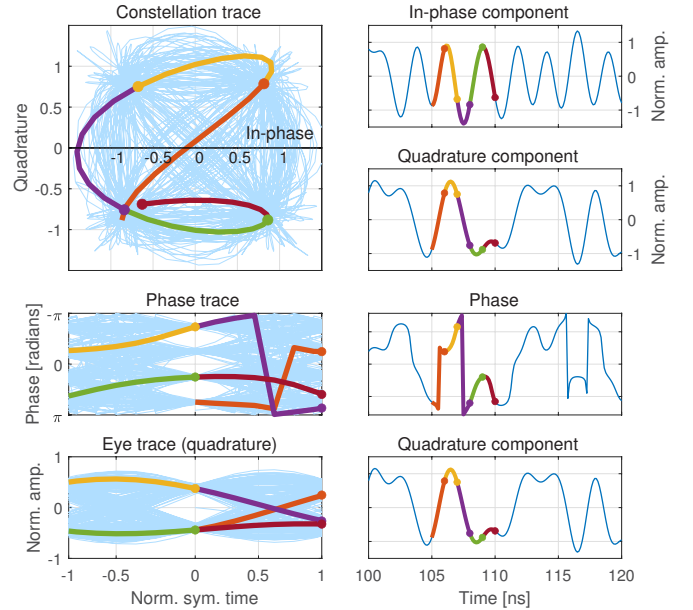 Constellation trace
In-phase component
1
0.5
0
-0.5
-1
Quadrature
In-phase
-1 -0.5 0 0.5 1
1
0
-1
Norm. amp.
Quadrature component
1
0
-1
Norm. amp.
Phase trace
Phase
-π
0
π
Phase [radians]
Eye trace (quadrature)
Quadrature component
1
0
-1
Norm. amp.
-1 -0.5 0 0.5 1
Norm. sym. time
100 105 110 115 120
Time [ns]